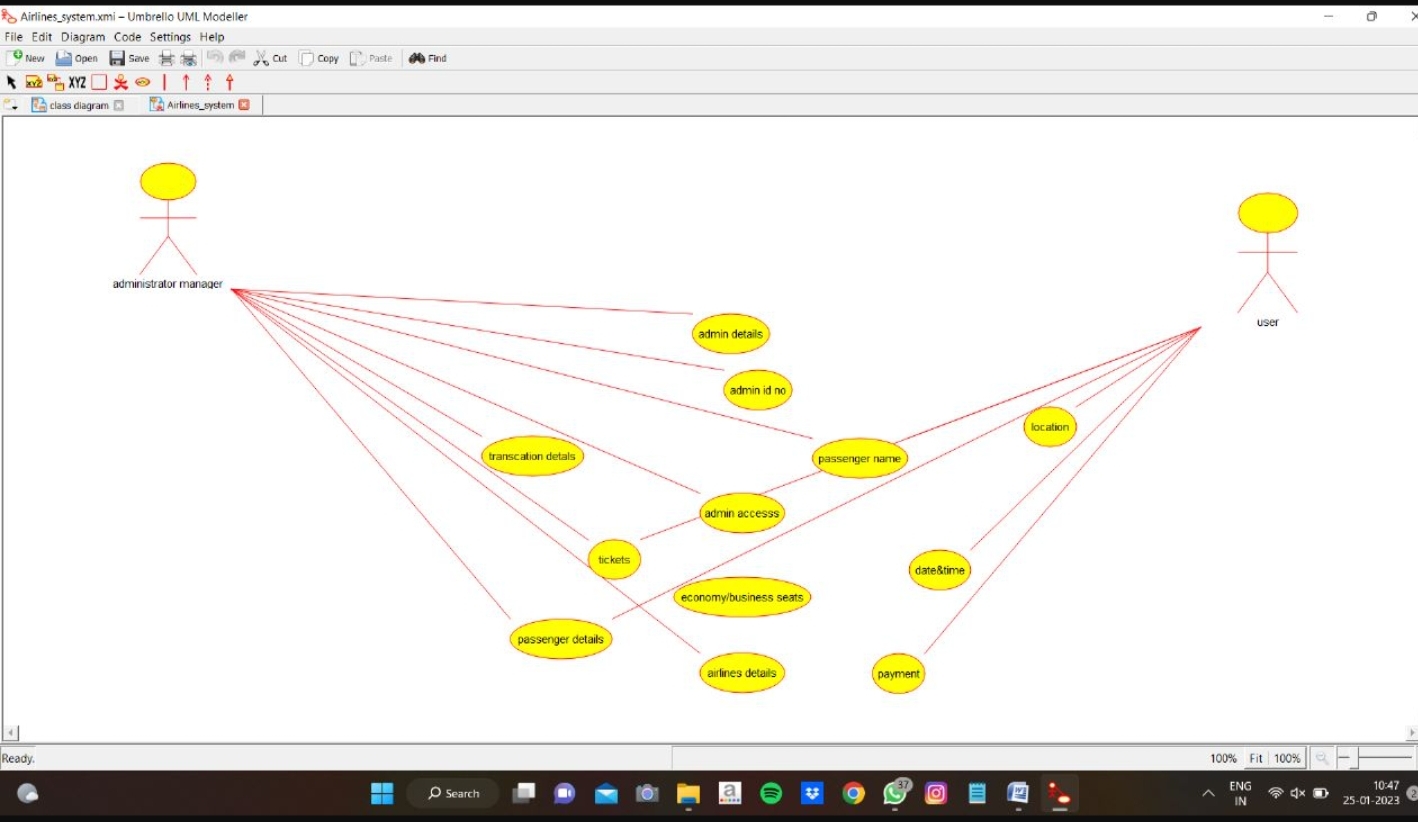 Airlines_system.xmi – Umbrello UML Modeller
File Edit Diagram Code Settings Help
New Open Save Cut Copy Paste Find
XYZ XYZ
class diagram Airlines_system
administrator manager
user
admin details
admin id no
location
transcation detals
passenger name
admin accesss
tickets
date&time
economy/business seats
passenger details
airlines details
payment
Ready.
100% Fit 100%
Search
a
37
W
ENG
IN
10:47
25-01-2023
2